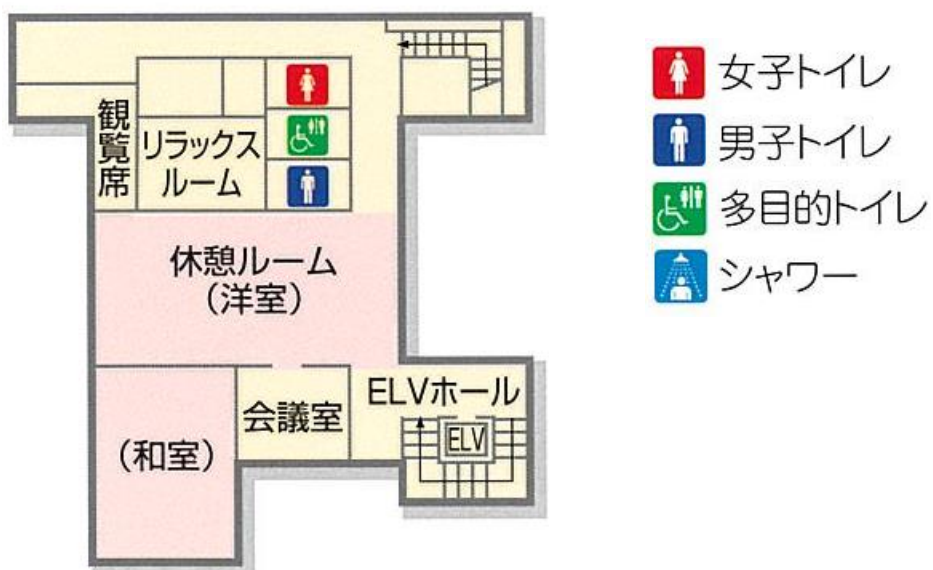 観覧席
リラックス
ルーム
休憩ルーム
（洋室）
（和室）
会議室
ELVホール
ELV
女子トイレ
男子トイレ
多目的トイレ
シャワー